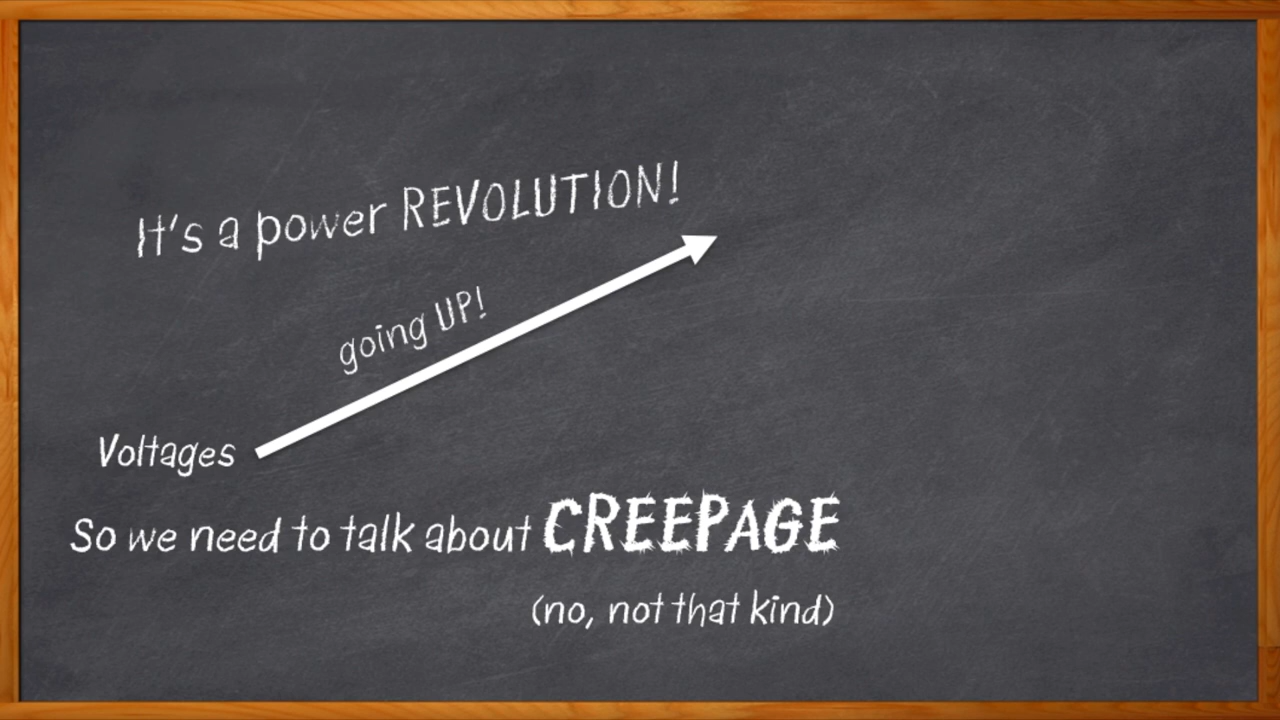 It's a power REVOLUTION!
going UP!
Voltages
So we need to talk about CREEPAGE
(no, not that kind)